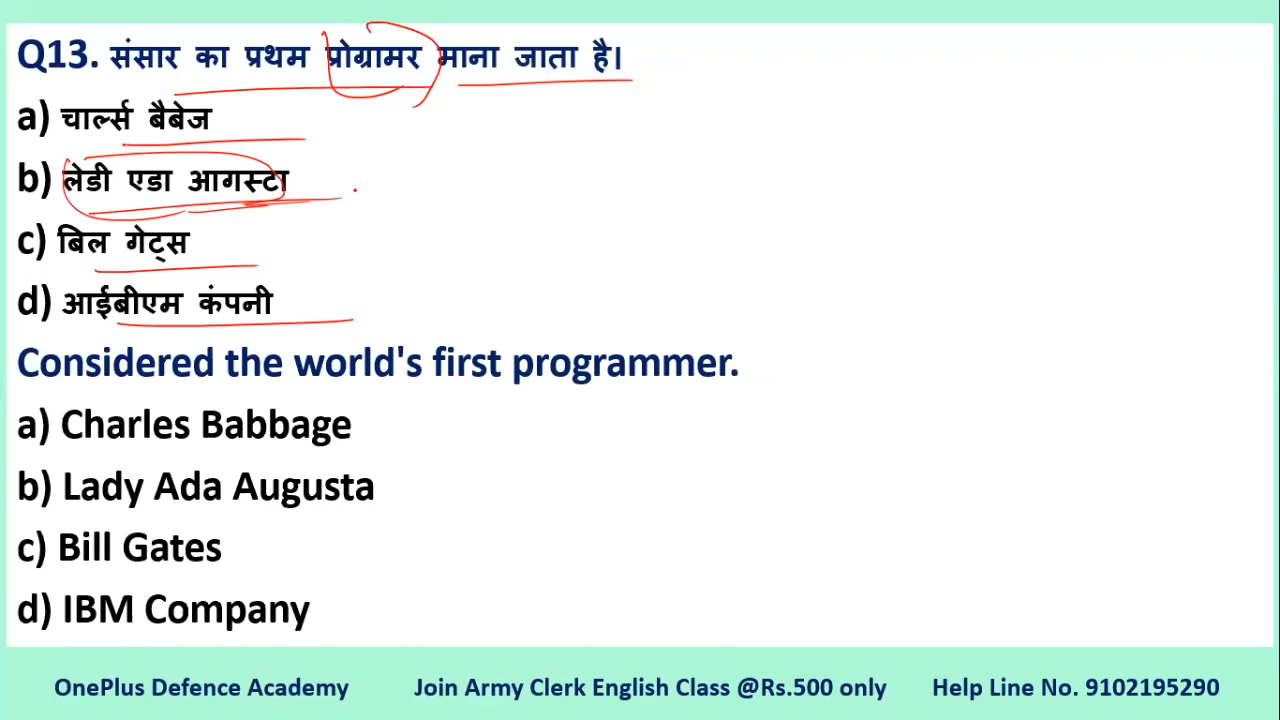 Q13. संसार का प्रथम प्रोग्रामर माना जाता है।
a) चार्ल्स बैबेज
b) लेडी एडा आगस्टा
c) बिल गेट्स
d) आईबीएम कंपनी
Considered the world's first programmer.
a) Charles Babbage
b) Lady Ada Augusta
c) Bill Gates
d) IBM Company
OnePlus Defence Academy Join Army Clerk English Class @Rs.500 only Help Line No. 9102195290